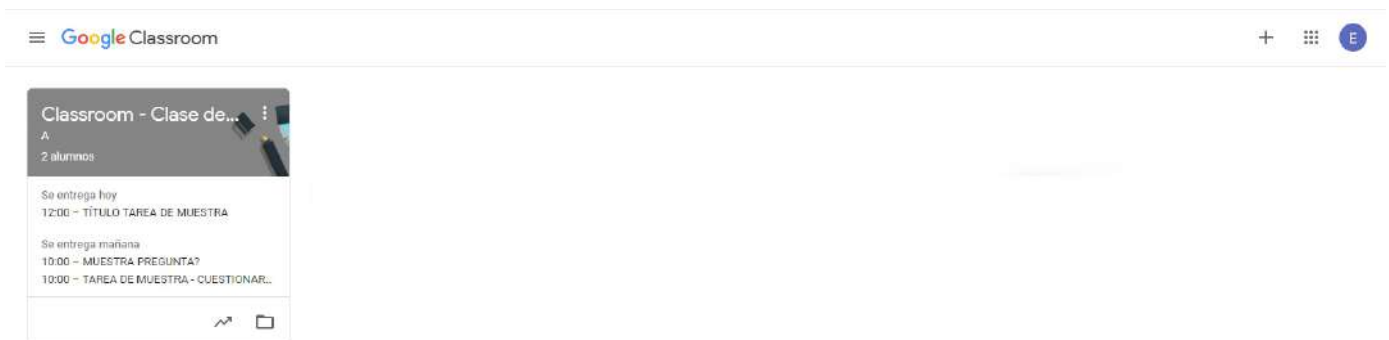 Google Classroom
E
Classroom - Clase de...
A
2 alumnos
Se entrega hoy
12:00 – TÍTULO TAREA DE MUESTRA
Se entrega mañana
10:00 – MUESTRA PREGUNTA?
10:00 – TAREA DE MUESTRA - CUESTIONAR...